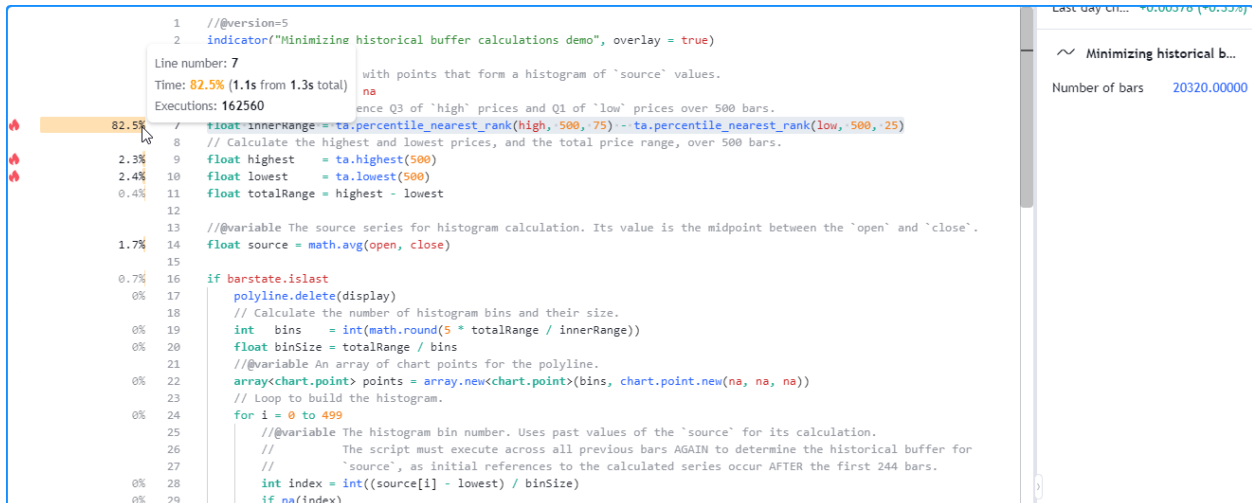 1 //@version=5
2 indicator("Minimizing historical buffer calculations demo", overlay = true)
Line number: 7
Time: 82.5% (1.1s from 1.3s total)
Executions: 162560
with points that form a histogram of `source` values.
na
ence Q3 of `high` prices and Q1 of `low` prices over 500 bars.
82.5% 7 float innerRange = ta.percentile_nearest_rank(high, 500, 75) - ta.percentile_nearest_rank(low, 500, 25)
8 // Calculate the highest and lowest prices, and the total price range, over 500 bars.
2.3% 9 float highest    = ta.highest(500)
2.4% 10 float lowest     = ta.lowest(500)
0.4% 11 float totalRange = highest - lowest
12
13 //@variable The source series for histogram calculation. Its value is the midpoint between the `open` and `close`.
1.7% 14 float source = math.avg(open, close)
15
0.7% 16 if barstate.islast
0% 17     polyline.delete(display)
18     // Calculate the number of histogram bins and their size.
0% 19     int   bins    = int(math.round(5 * totalRange / innerRange))
0% 20     float binSize = totalRange / bins
21     //@variable An array of chart points for the polyline.
0% 22     array<chart.point> points = array.new<chart.point>(bins, chart.point.new(na, na, na))
23     // Loop to build the histogram.
0% 24     for i = 0 to 499
25         //@variable The histogram bin number. Uses past values of the `source` for its calculation.
26         //          The script must execute across all previous bars AGAIN to determine the historical buffer for
27         //          `source`, as initial references to the calculated series occur AFTER the first 244 bars.
0% 28         int index = int((source[i] - lowest) / binSize)
0% 29         if na(index)
Last day ch... +0.00378 (+0.35%)
Minimizing historical b...
Number of bars 20320.00000